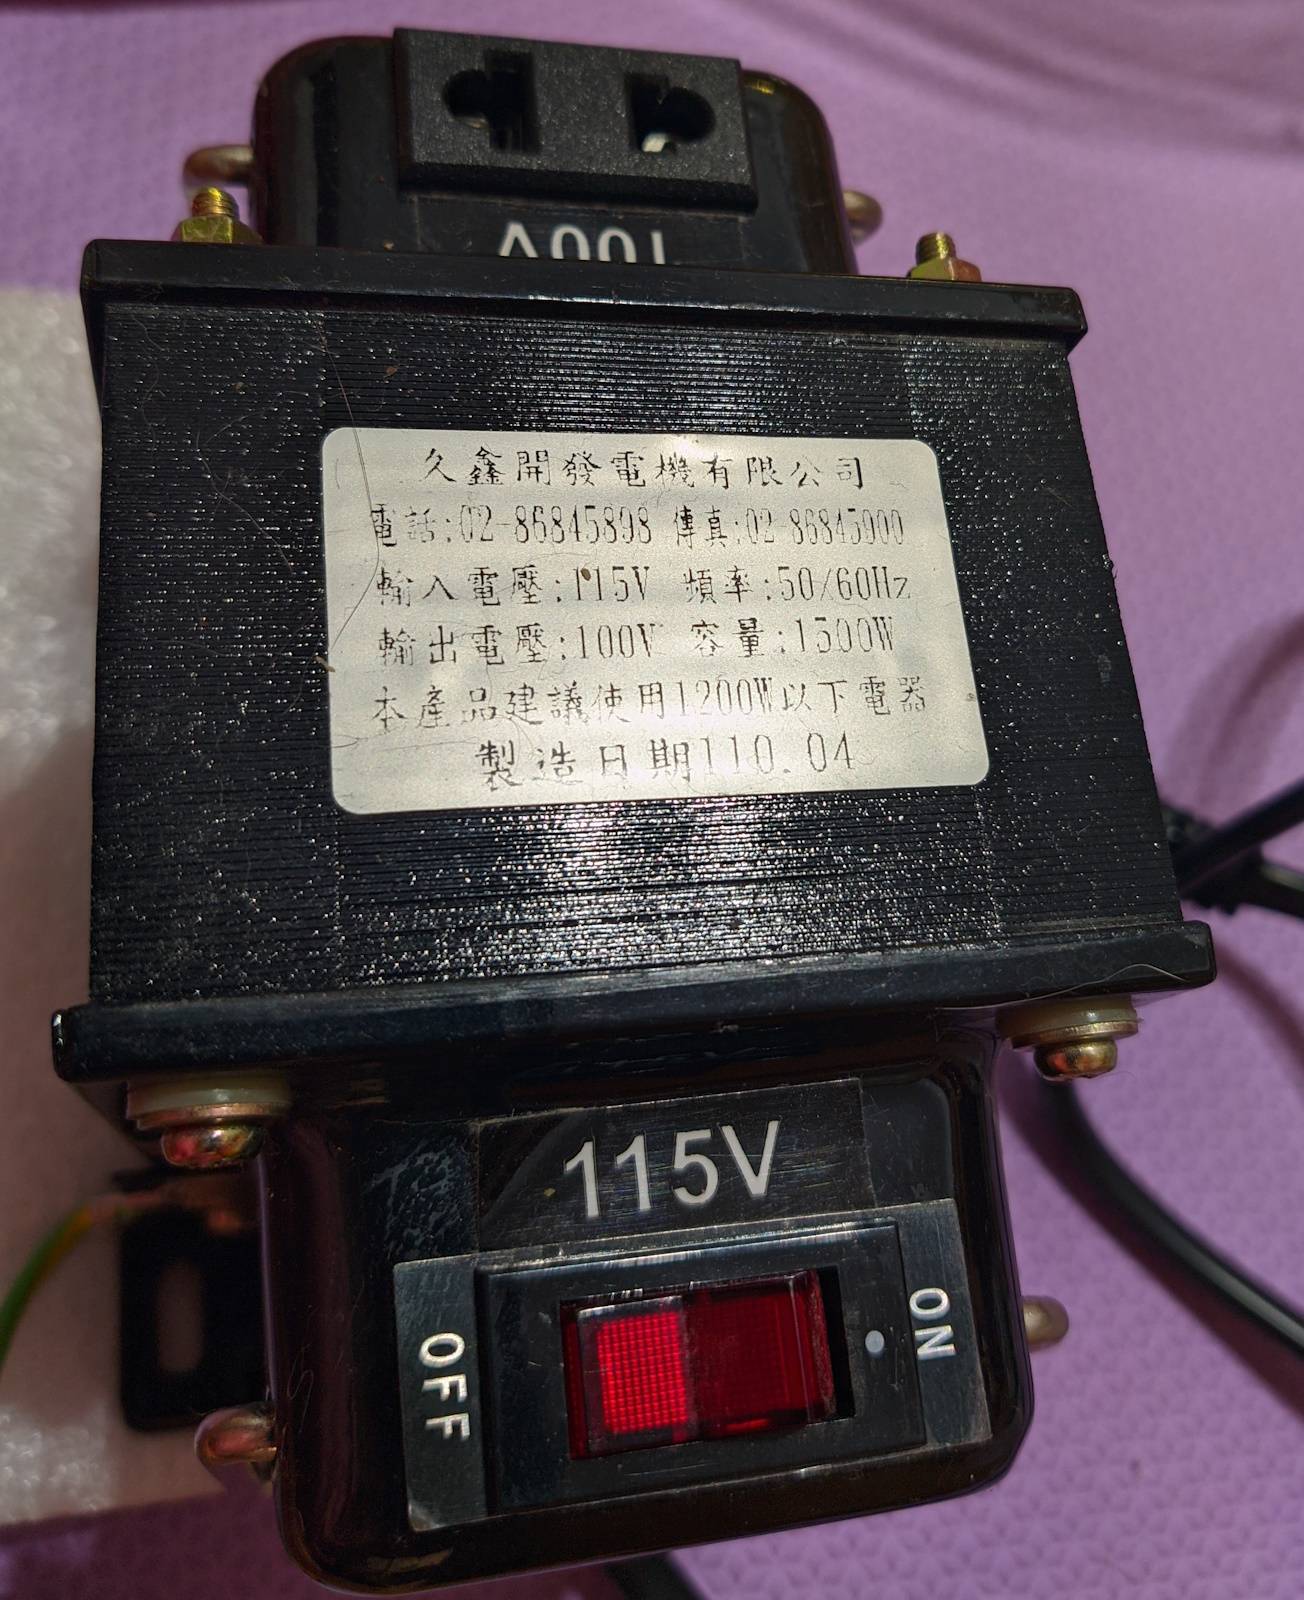 100V
久鑫開發電機有限公司
電話:02-86845898 傳真:02-86845900
輸入電壓:115V 頻率:50/60Hz
輸出電壓:100V 容量:1500W
本產品建議使用1200W以下電器
製造日期110.04
115V
OFF ON